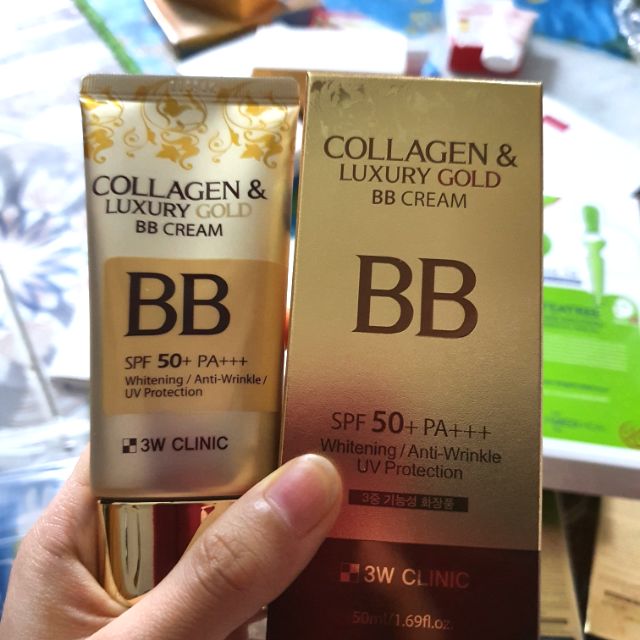 COLLAGEN &
LUXURY GOLD
BB CREAM
BB
SPF 50+ PA+++
Whitening / Anti-Wrinkle /
UV Protection
3W CLINIC
COLLAGEN &
LUXURY GOLD
BB CREAM
BB
SPF 50+ PA+++
Whitening / Anti-Wrinkle
UV Protection
3중 기능성 화장품
3W CLINIC
50ml/1.69fl.oz.